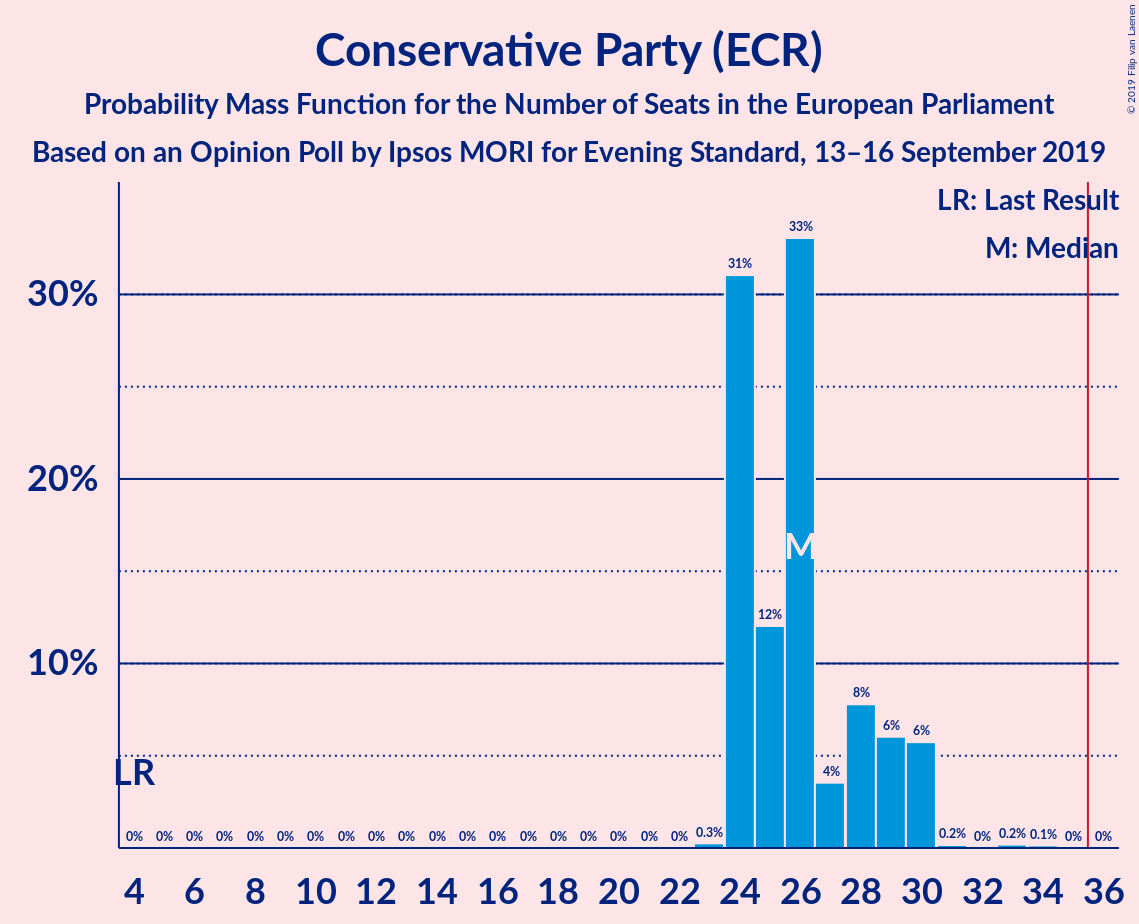 Conservative Party (ECR)
Probability Mass Function for the Number of Seats in the European Parliament
Based on an Opinion Poll by Ipsos MORI for Evening Standard, 13–16 September 2019
© 2019 Filip van Laenen
LR: Last Result
M: Median
30%
20%
10%
33%
31%
M
12%
8%
6%
6%
4%
LR
0% 0% 0% 0% 0% 0% 0% 0% 0% 0% 0% 0% 0% 0% 0% 0% 0% 0% 0% 0.3% 0.2% 0% 0.2% 0.1% 0% 0%
4 6 8 10 12 14 16 18 20 22 24 26 28 30 32 34 36